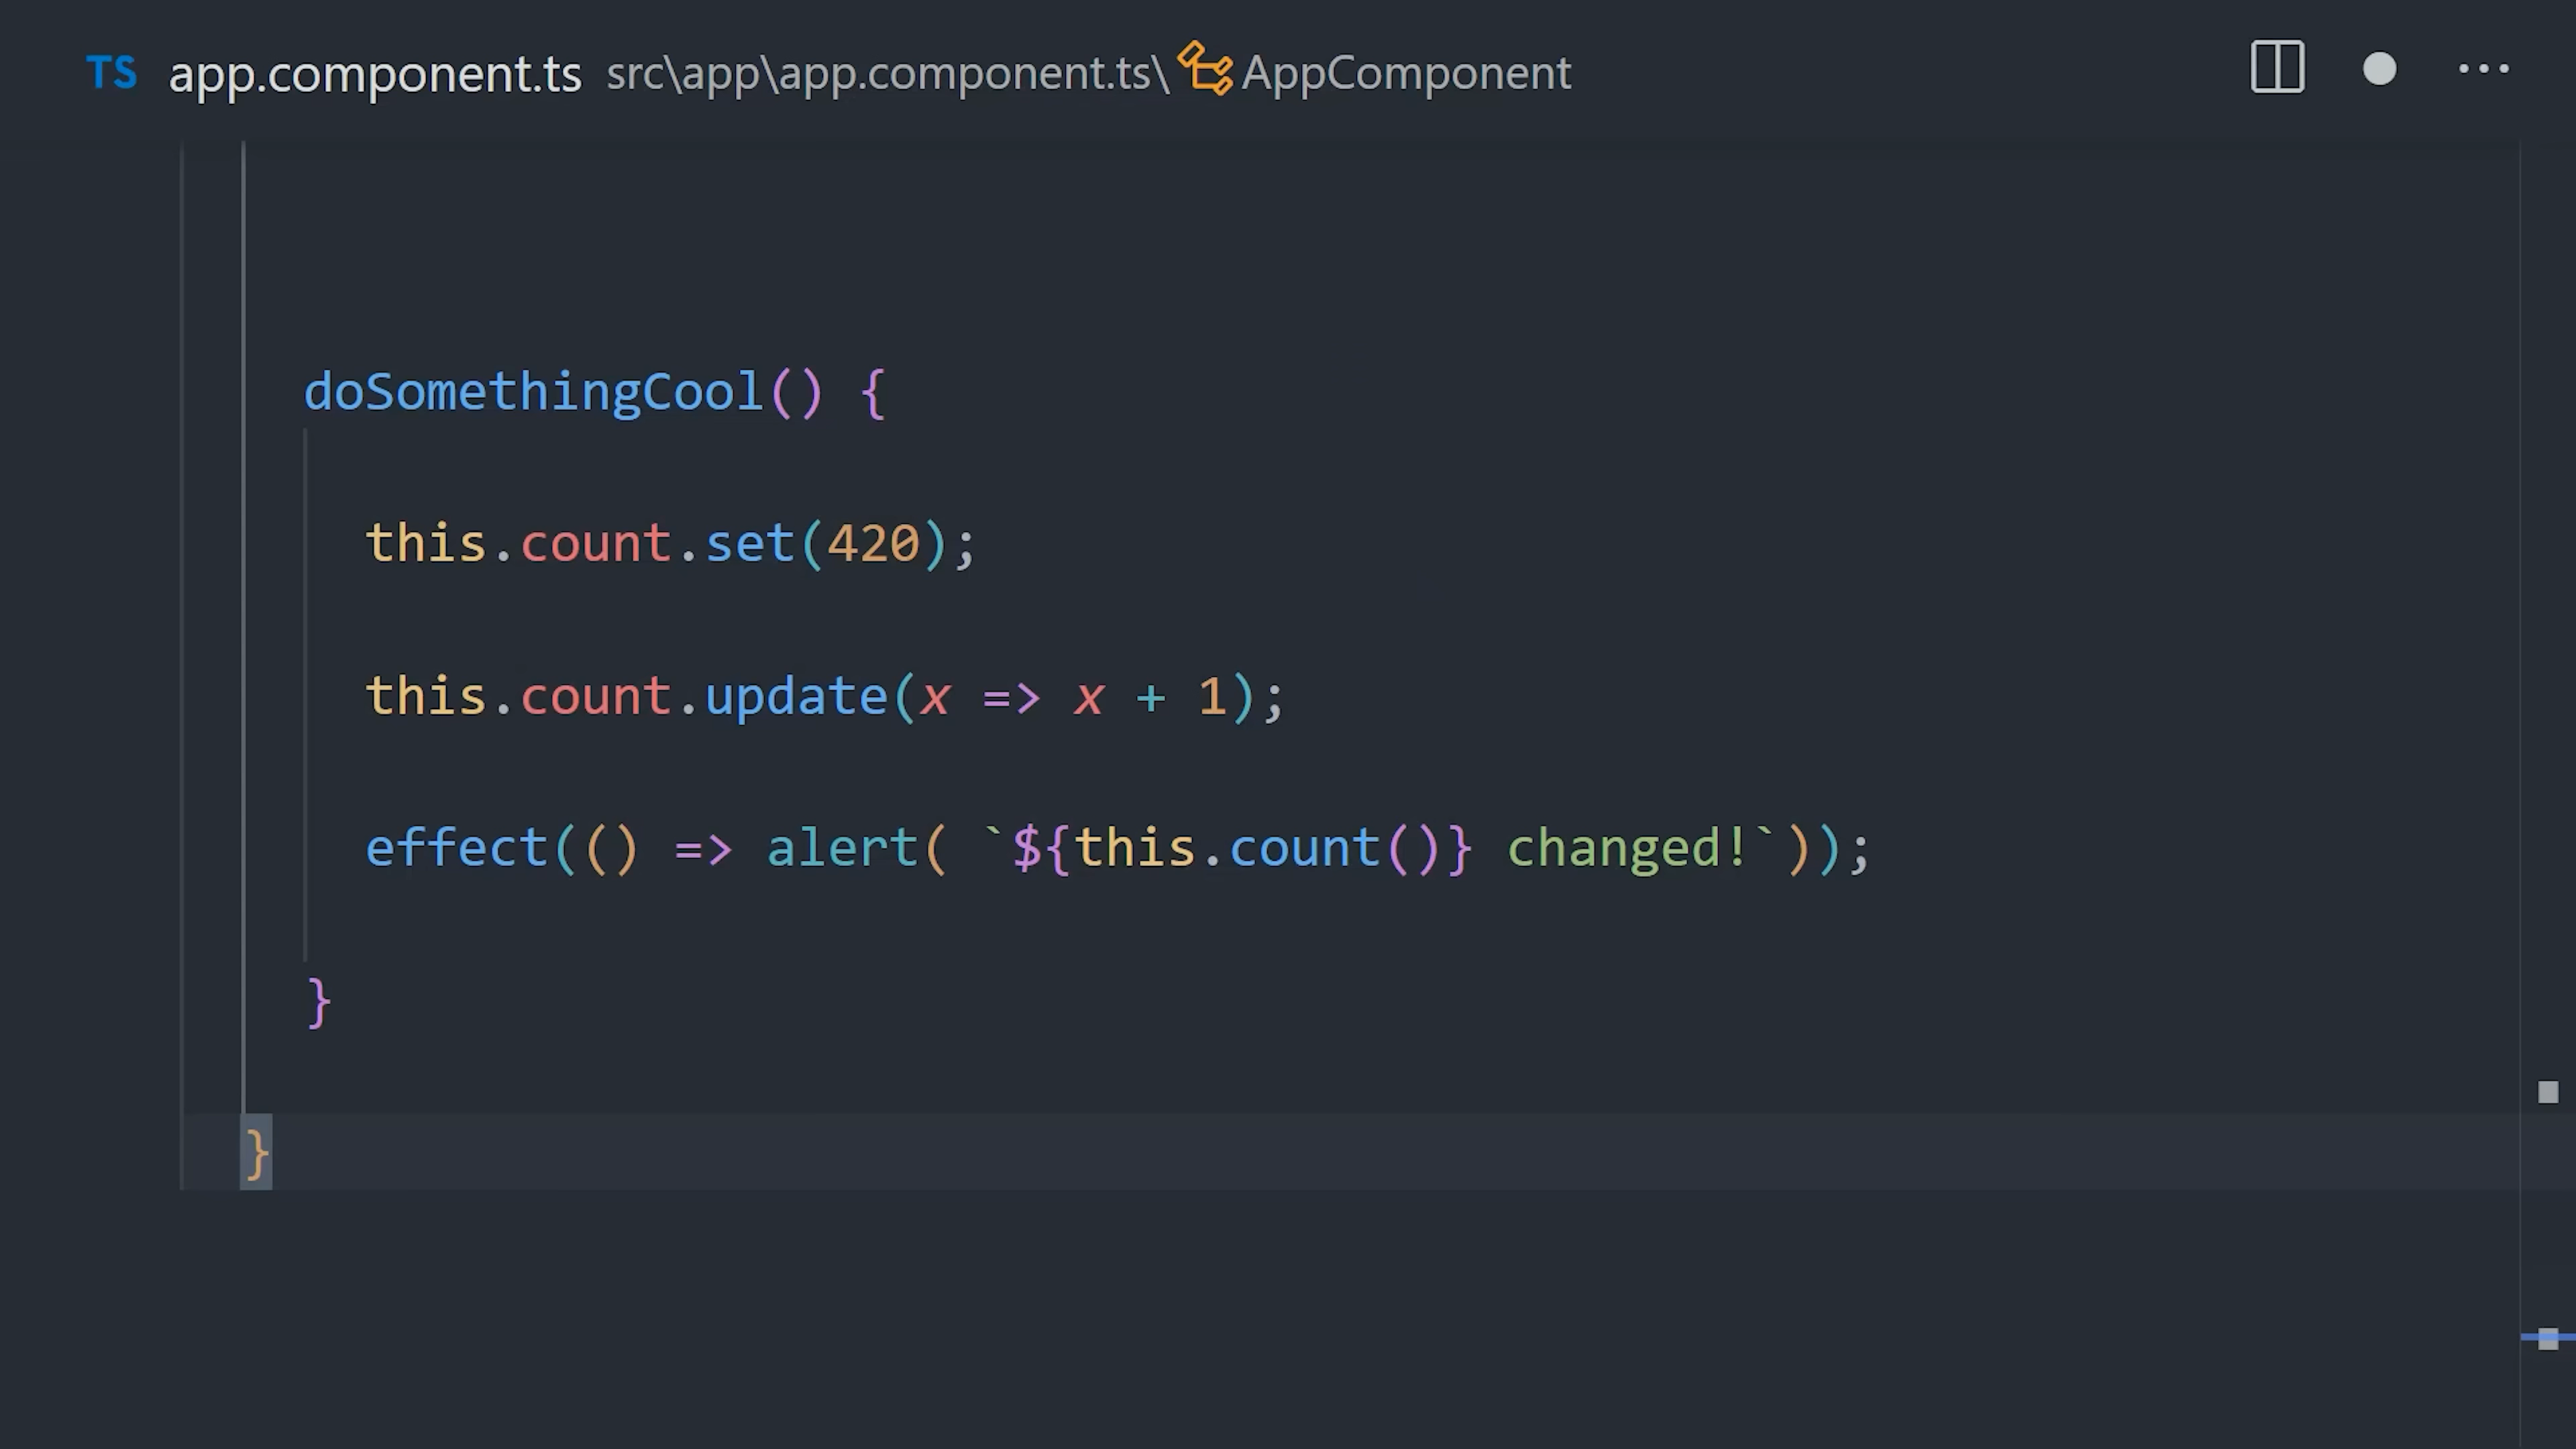 TS app.component.ts src\app\app.component.ts\ AppComponent
doSomethingCool() {
this.count.set(420);
this.count.update(x => x + 1);
effect(() => alert( `${this.count()} changed!`));
}
}